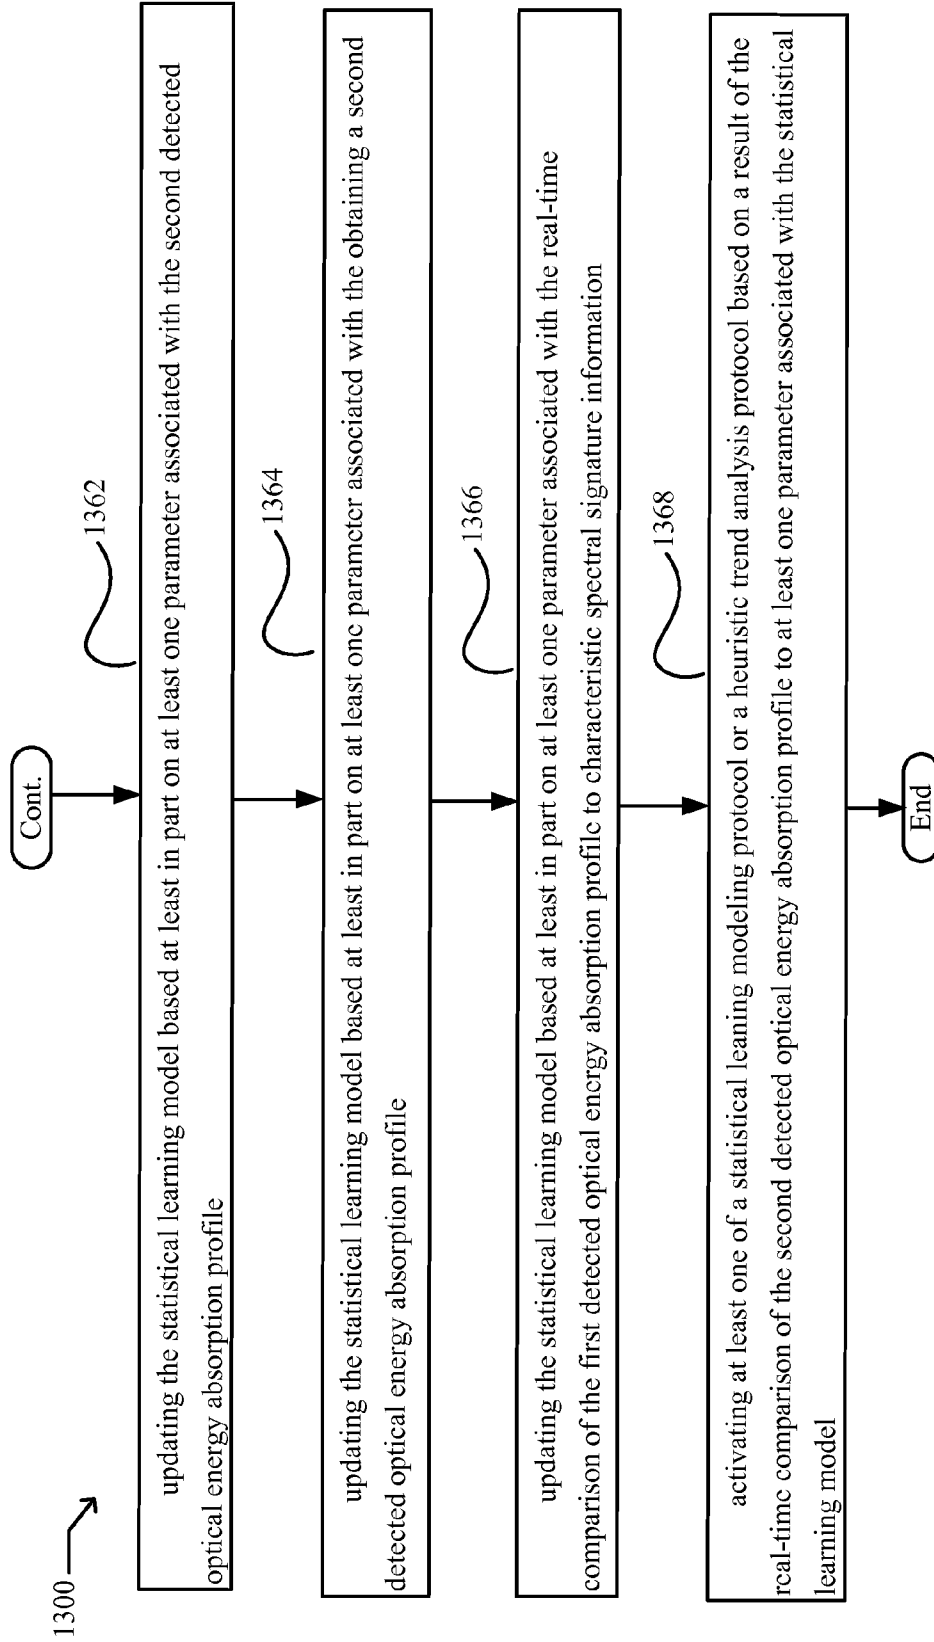 1300
Cont.
1362
updating the statistical learning model based at least in part on at least one parameter associated with the second detected
optical energy absorption profile
1364
updating the statistical learning model based at least in part on at least one parameter associated with the obtaining a second
detected optical energy absorption profile
1366
updating the statistical learning model based at least in part on at least one parameter associated with the real-time
comparison of the first detected optical energy absorption profile to characteristic spectral signature information
1368
activating at least one of a statistical leaning modeling protocol or a heuristic trend analysis protocol based on a result of the
real-time comparison of the second detected optical energy absorption profile to at least one parameter associated with the statistical
learning model
End